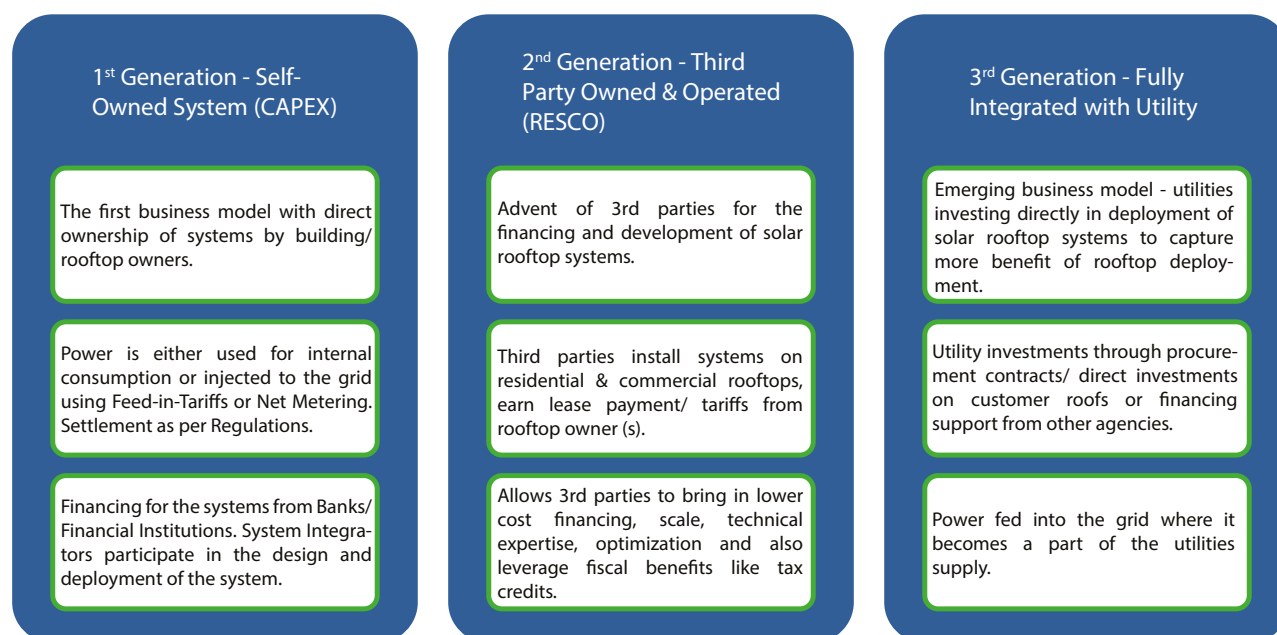 1st Generation - Self-
Owned System (CAPEX)
The first business model with direct
ownership of systems by building/
rooftop owners.
Power is either used for internal
consumption or injected to the grid
using Feed-in-Tariffs or Net Metering.
Settlement as per Regulations.
Financing for the systems from Banks/
Financial Institutions. System Integra-
tors participate in the design and
deployment of the system.
2nd Generation - Third
Party Owned & Operated
(RESCO)
Advent of 3rd parties for the
financing and development of solar
rooftop systems.
Third parties install systems on
residential & commercial rooftops,
earn lease payment/ tariffs from
rooftop owner (s).
Allows 3rd parties to bring in lower
cost financing, scale, technical
expertise, optimization and also
leverage fiscal benefits like tax
credits.
3rd Generation - Fully
Integrated with Utility
Emerging business model - utilities
investing directly in deployment of
solar rooftop systems to capture
more benefit of rooftop deploy-
ment.
Utility investments through procure-
ment contracts/ direct investments
on customer roofs or financing
support from other agencies.
Power fed into the grid where it
becomes a part of the utilities
supply.